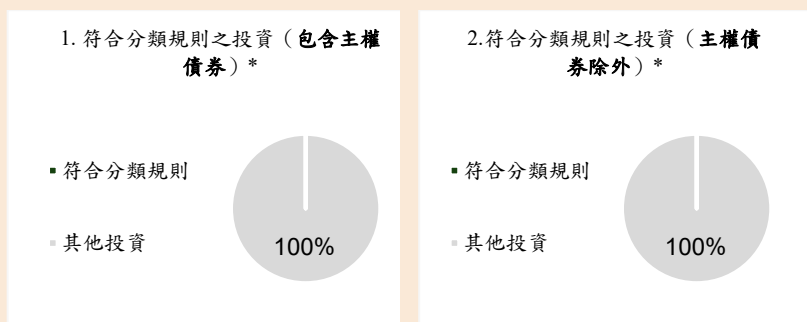 1. 符合分類規則之投資（包含主權
債券）*
符合分類規則
其他投資
100%
2.符合分類規則之投資（主權債
券除外）*
符合分類規則
其他投資
100%